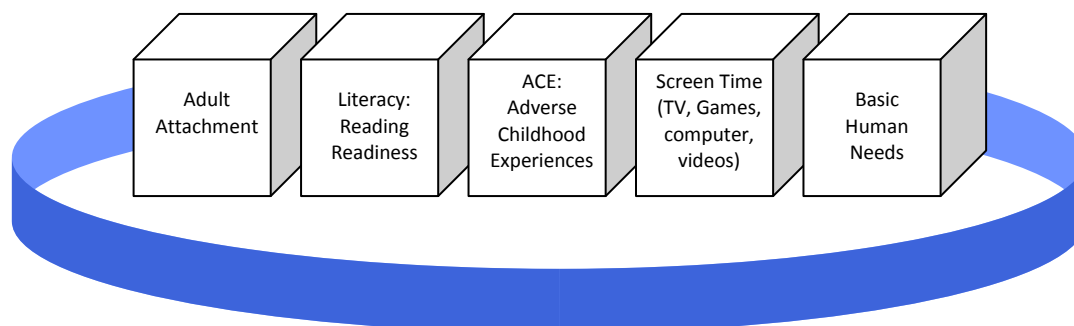 Adult
Attachment
Literacy:
Reading
Readiness
ACE:
Adverse
Childhood
Experiences
Screen Time
(TV, Games,
computer,
videos)
Basic
Human
Needs